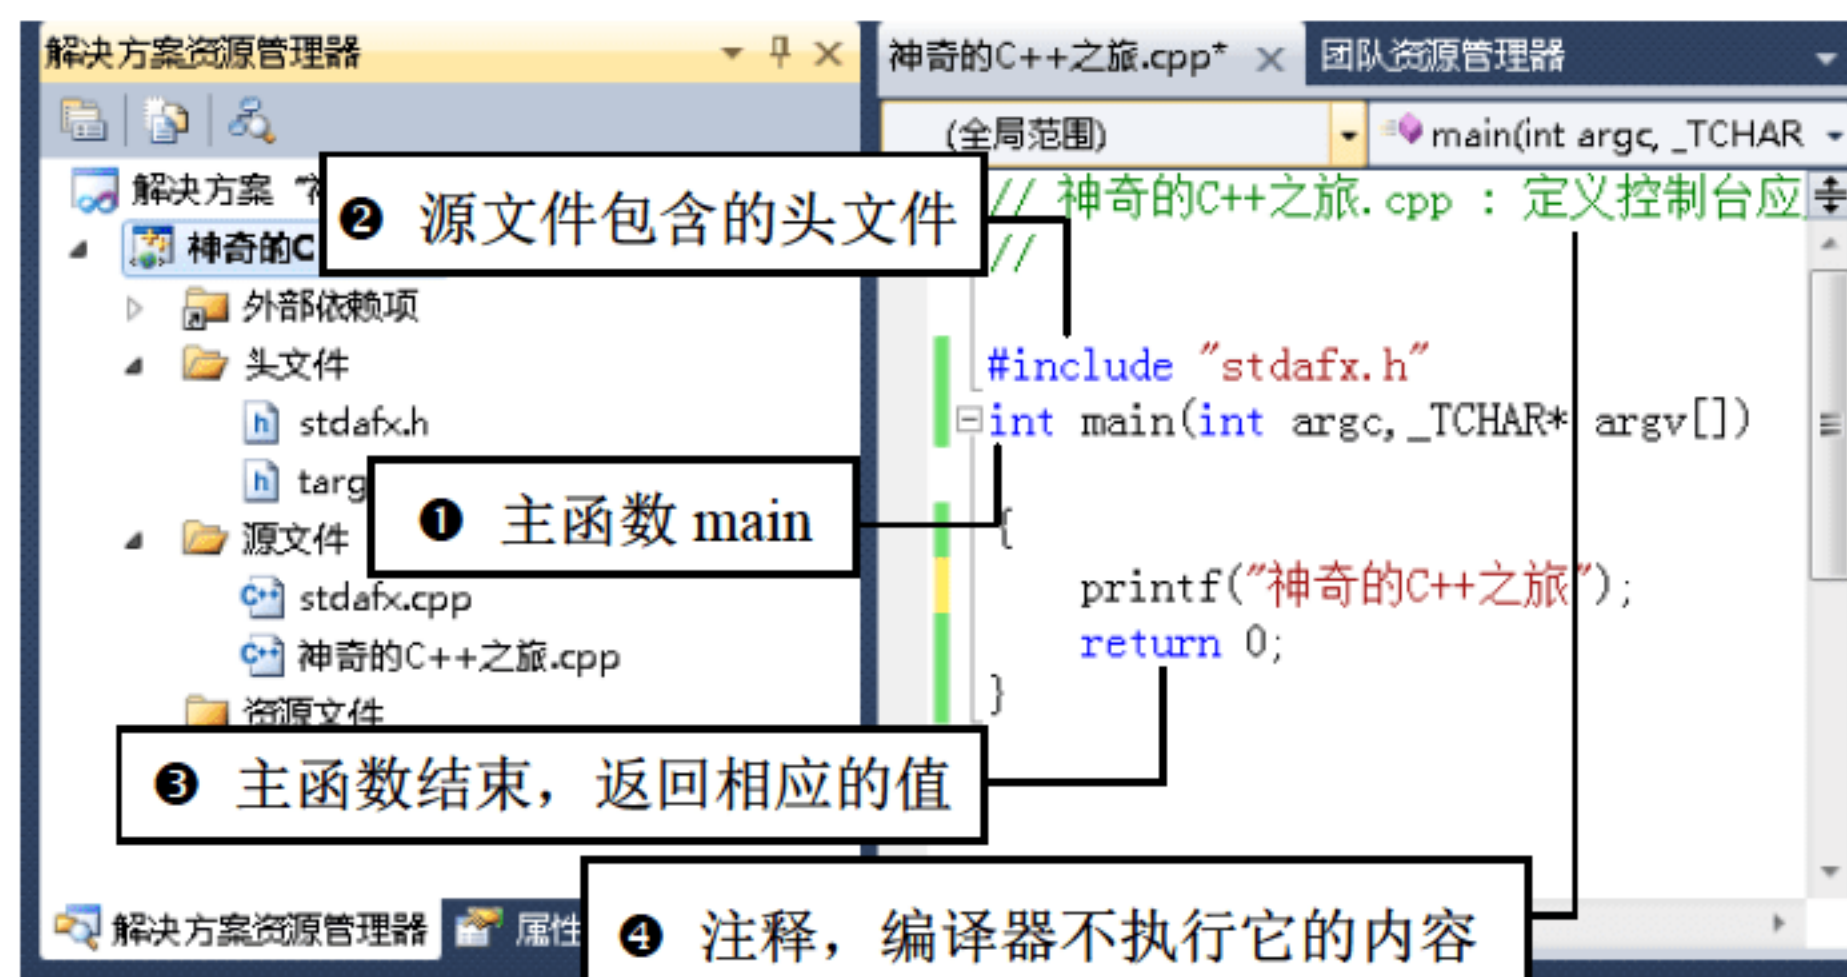 解决方案资源管理器
神奇的C++之旅.cpp*
团队资源管理器
(全局范围)
main(int argc, _TCHAR
解决方案
神奇的C
外部依赖项
头文件
stdafx.h
targ
源文件
stdafx.cpp
神奇的C++之旅.cpp
资源文件
❷ 源文件包含的头文件
❶ 主函数 main
❸ 主函数结束，返回相应的值
❹ 注释，编译器不执行它的内容
// 神奇的C++之旅.cpp : 定义控制台应
//
#include "stdafx.h"
int main(int argc,_TCHAR* argv[])
{
printf("神奇的C++之旅");
return 0;
}
解决方案资源管理器
属性